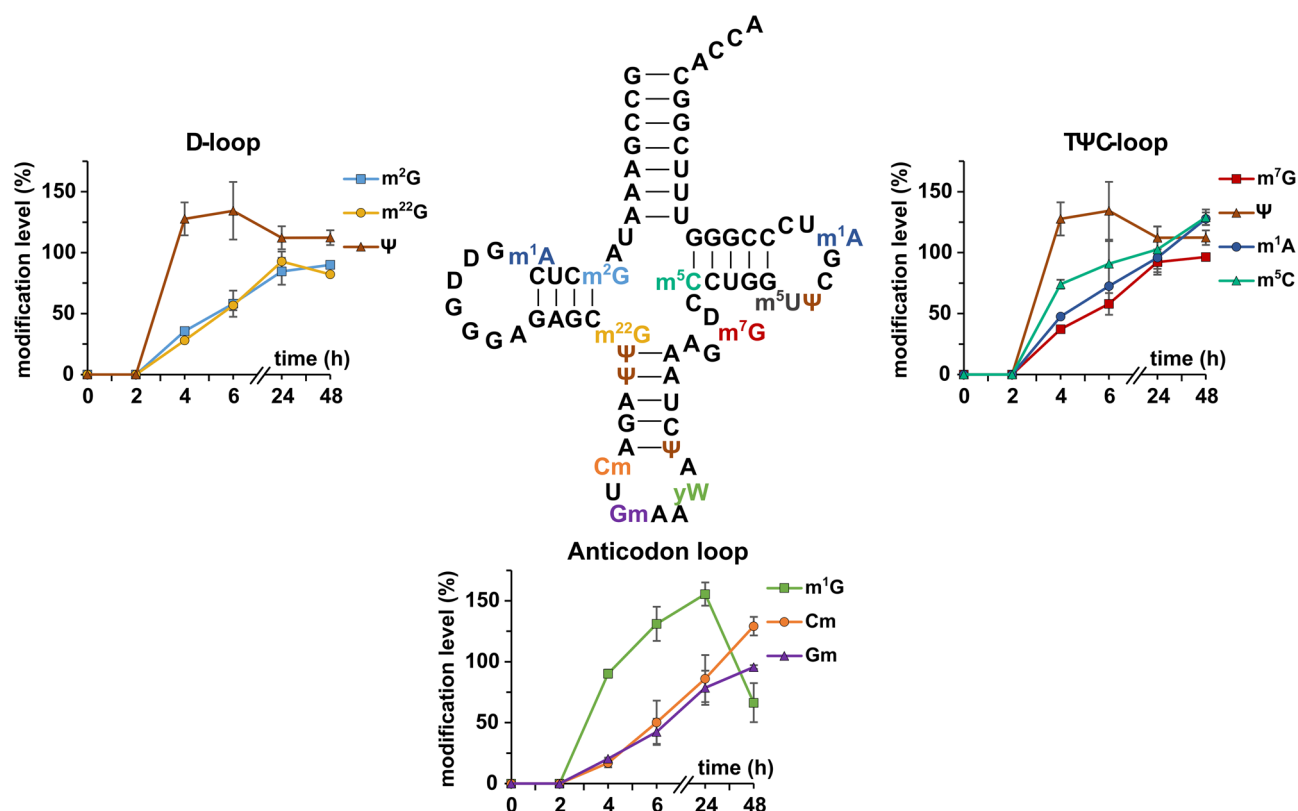 D-loop
modification level (%)
150
100
50
0
0 2 4 6 24 48
time (h)
m²G
m²²G
Ψ
A
C
C
A
G C
C G
C G
G C
A U
A U
A U
U
A
D G m¹A
D
G
G
G A
CUC m²G
GAGC
m²²G
GGGCC
C U
m¹A
G
C
m⁵C CUGG
m⁵UΨ
C
D
m⁷G
G
A
Ψ A
Ψ A
A U
G C
A Ψ
Cm A
U yW
Gm A A
TΨC-loop
modification level (%)
150
100
50
0
0 2 4 6 24 48
time (h)
m⁷G
Ψ
m¹A
m⁵C
Anticodon loop
modification level (%)
150
100
50
0
0 2 4 6 24 48
time (h)
m¹G
Cm
Gm